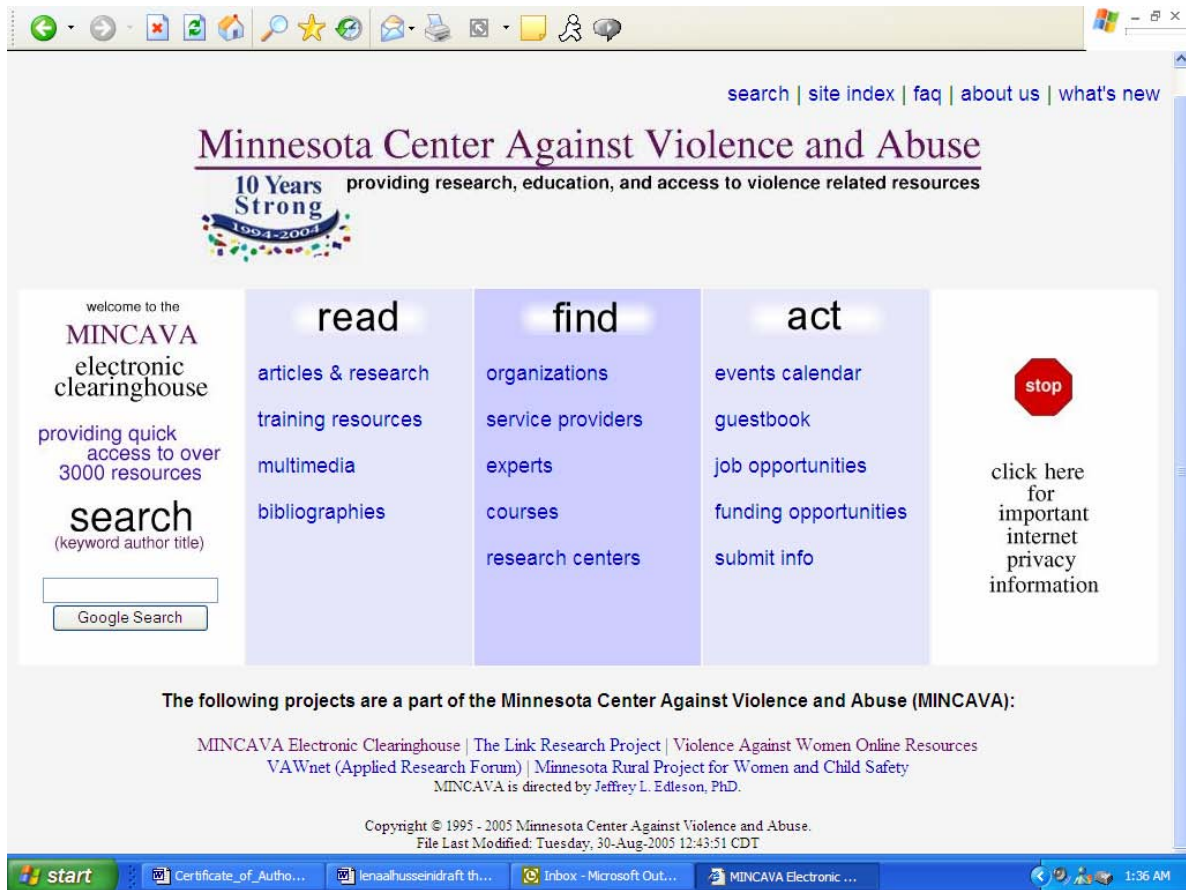 search | site index | faq | about us | what's new
Minnesota Center Against Violence and Abuse
10 Years
Strong
1994-2004
providing research, education, and access to violence related resources
welcome to the
MINCAVA
electronic
clearinghouse
providing quick
access to over
3000 resources
search
(keyword author title)
Google Search
read
articles & research
training resources
multimedia
bibliographies
find
organizations
service providers
experts
courses
research centers
act
events calendar
guestbook
job opportunities
funding opportunities
submit info
stop
click here
for
important
internet
privacy
information
The following projects are a part of the Minnesota Center Against Violence and Abuse (MINCAVA):
MINCAVA Electronic Clearinghouse | The Link Research Project | Violence Against Women Online Resources
VAWnet (Applied Research Forum) | Minnesota Rural Project for Women and Child Safety
MINCAVA is directed by Jeffrey L. Edleson, PhD.
Copyright © 1995 - 2005 Minnesota Center Against Violence and Abuse.
File Last Modified: Tuesday, 30-Aug-2005 12:43:51 CDT
start Certificate_of_Autho... lenaalhusseinidraft th... Inbox - Microsoft Out... MINCAVA Electronic ... 1:36 AM